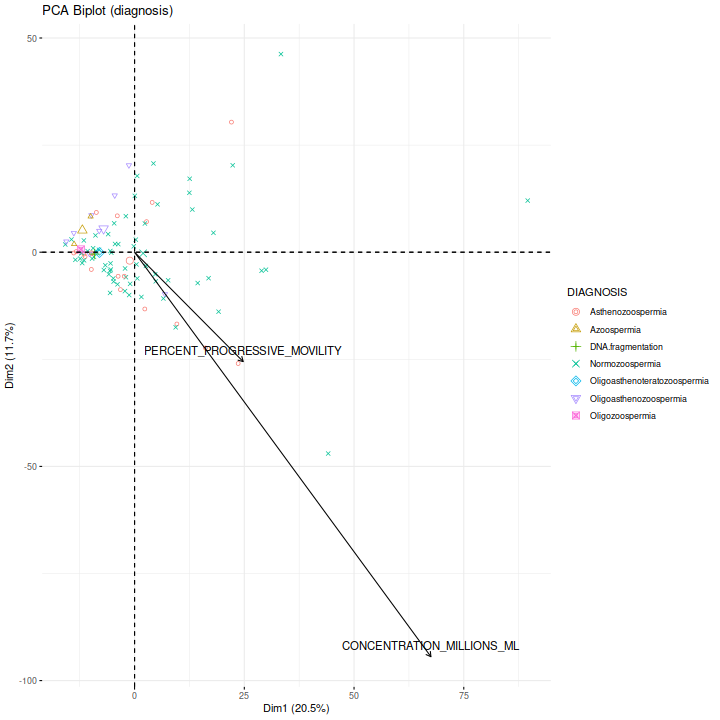 PCA Biplot (diagnosis)
50
0
-50
-100
Dim2 (11.7%)
PERCENT_PROGRESSIVE_MOVILITY
CONCENTRATION_MILLIONS_ML
0
25
50
75
Dim1 (20.5%)
DIAGNOSIS
Asthenozoospermia
Azoospermia
DNA.fragmentation
Normozoospermia
Oligoasthenoteratozoospermia
Oligoasthenozoospermia
Oligozoospermia